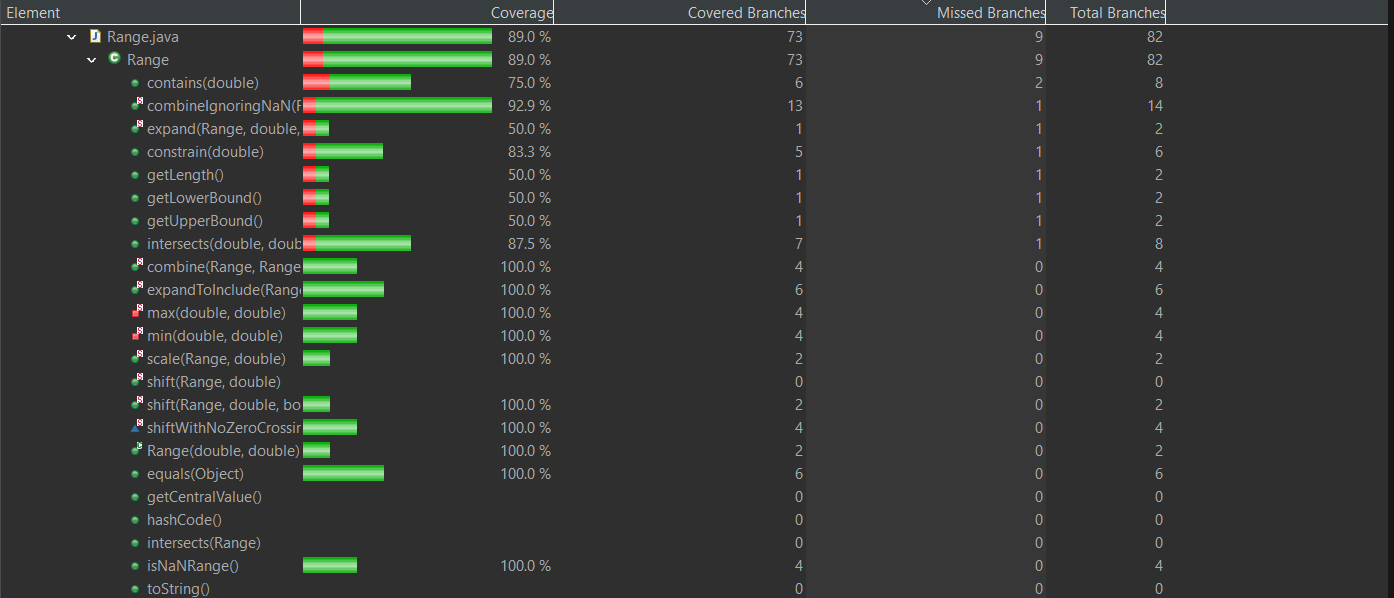 Element Coverage Covered Branches Missed Branches Total Branches
Range.java 89.0 % 73 9 82
Range 89.0 % 73 9 82
contains(double) 75.0 % 6 2 8
combineIgnoringNaN(F 92.9 % 13 1 14
expand(Range, double, 50.0 % 1 1 2
constrain(double) 83.3 % 5 1 6
getLength() 50.0 % 1 1 2
getLowerBound() 50.0 % 1 1 2
getUpperBound() 50.0 % 1 1 2
intersects(double, doub 87.5 % 7 1 8
combine(Range, Range 100.0 % 4 0 4
expandToInclude(Range 100.0 % 6 0 6
max(double, double) 100.0 % 4 0 4
min(double, double) 100.0 % 4 0 4
scale(Range, double) 100.0 % 2 0 2
shift(Range, double) 0 0 0
shift(Range, double, bo 100.0 % 2 0 2
shiftWithNoZeroCrossin 100.0 % 4 0 4
Range(double, double) 100.0 % 2 0 2
equals(Object) 100.0 % 6 0 6
getCentralValue() 0 0 0
hashCode() 0 0 0
intersects(Range) 0 0 0
isNaNRange() 100.0 % 4 0 4
toString() 0 0 0